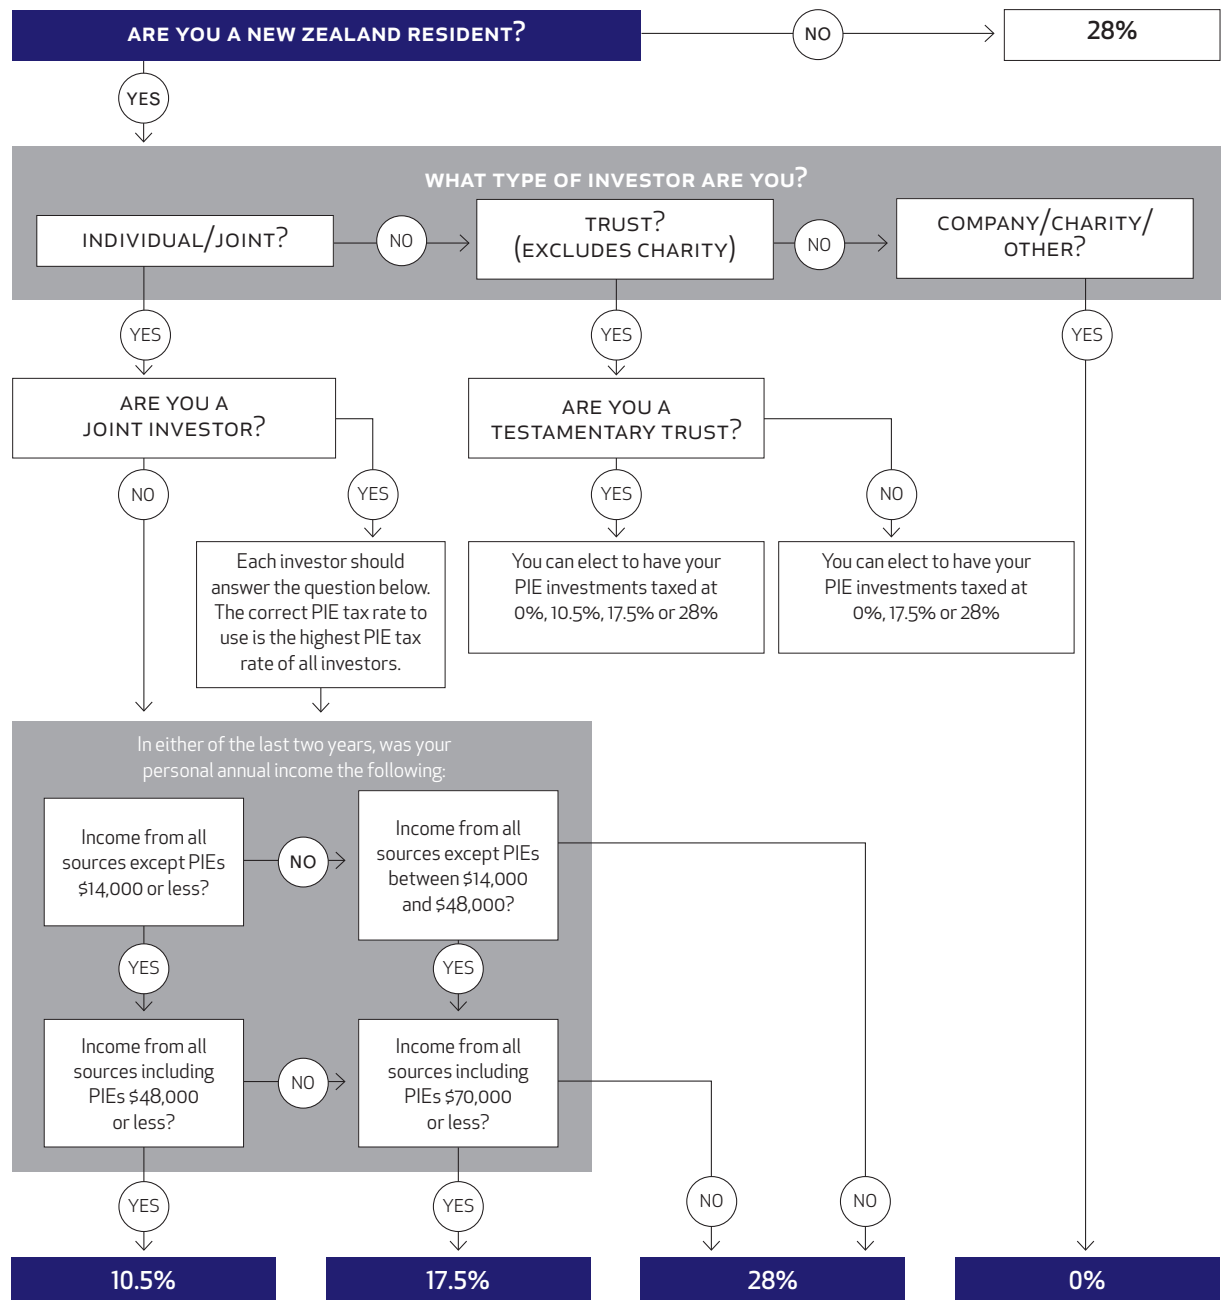 ARE YOU A NEW ZEALAND RESIDENT?
NO
28%
YES
WHAT TYPE OF INVESTOR ARE YOU?
INDIVIDUAL/JOINT?
NO
TRUST?
(EXCLUDES CHARITY)
NO
COMPANY/CHARITY/
OTHER?
YES
YES
YES
ARE YOU A
JOINT INVESTOR?
ARE YOU A
TESTAMENTARY TRUST?
NO
YES
YES
NO
Each investor should
answer the question below.
The correct PIE tax rate to
use is the highest PIE tax
rate of all investors.
You can elect to have your
PIE investments taxed at
0%, 10.5%, 17.5% or 28%
You can elect to have your
PIE investments taxed at
0%, 17.5% or 28%
In either of the last two years, was your
personal annual income the following:
Income from all
sources except PIEs
$14,000 or less?
NO
Income from all
sources except PIEs
between $14,000
and $48,000?
YES
YES
Income from all
sources including
PIEs $48,000
or less?
NO
Income from all
sources including
PIEs $70,000
or less?
YES
YES
NO
NO
10.5%
17.5%
28%
0%